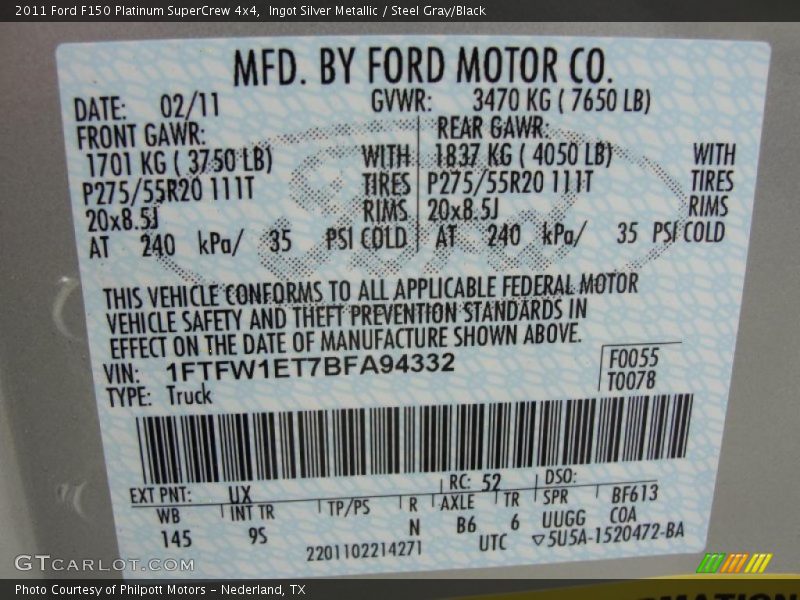 2011 Ford F150 Platinum SuperCrew 4x4,  Ingot Silver Metallic / Steel Gray/Black
MFD. BY FORD MOTOR CO.
DATE: 02/11 GVWR: 3470 KG ( 7650 LB)
FRONT GAWR: REAR GAWR:
1701 KG ( 3750 LB) WITH 1837 KG ( 4050 LB) WITH
P275/55R20 111T TIRES P275/55R20 111T TIRES
20x8.5J RIMS 20x8.5J RIMS
AT 240 kPa/ 35 PSI COLD AT 240 kPa/ 35 PSI COLD
THIS VEHICLE CONFORMS TO ALL APPLICABLE FEDERAL MOTOR
VEHICLE SAFETY AND THEFT PREVENTION STANDARDS IN
EFFECT ON THE DATE OF MANUFACTURE SHOWN ABOVE.
VIN: 1FTFW1ET7BFA94332 F0055
TYPE: Truck T0078
EXT PNT: UX RC: 52 DSO:
WB INT TR TP/PS R AXLE TR SPR BF613
145 9S N B6 6 UUGG COA
2201102214271 UTC ▽5U5A-1520472-BA
GTCARLOT.COM
Photo Courtesy of Philpott Motors – Nederland, TX